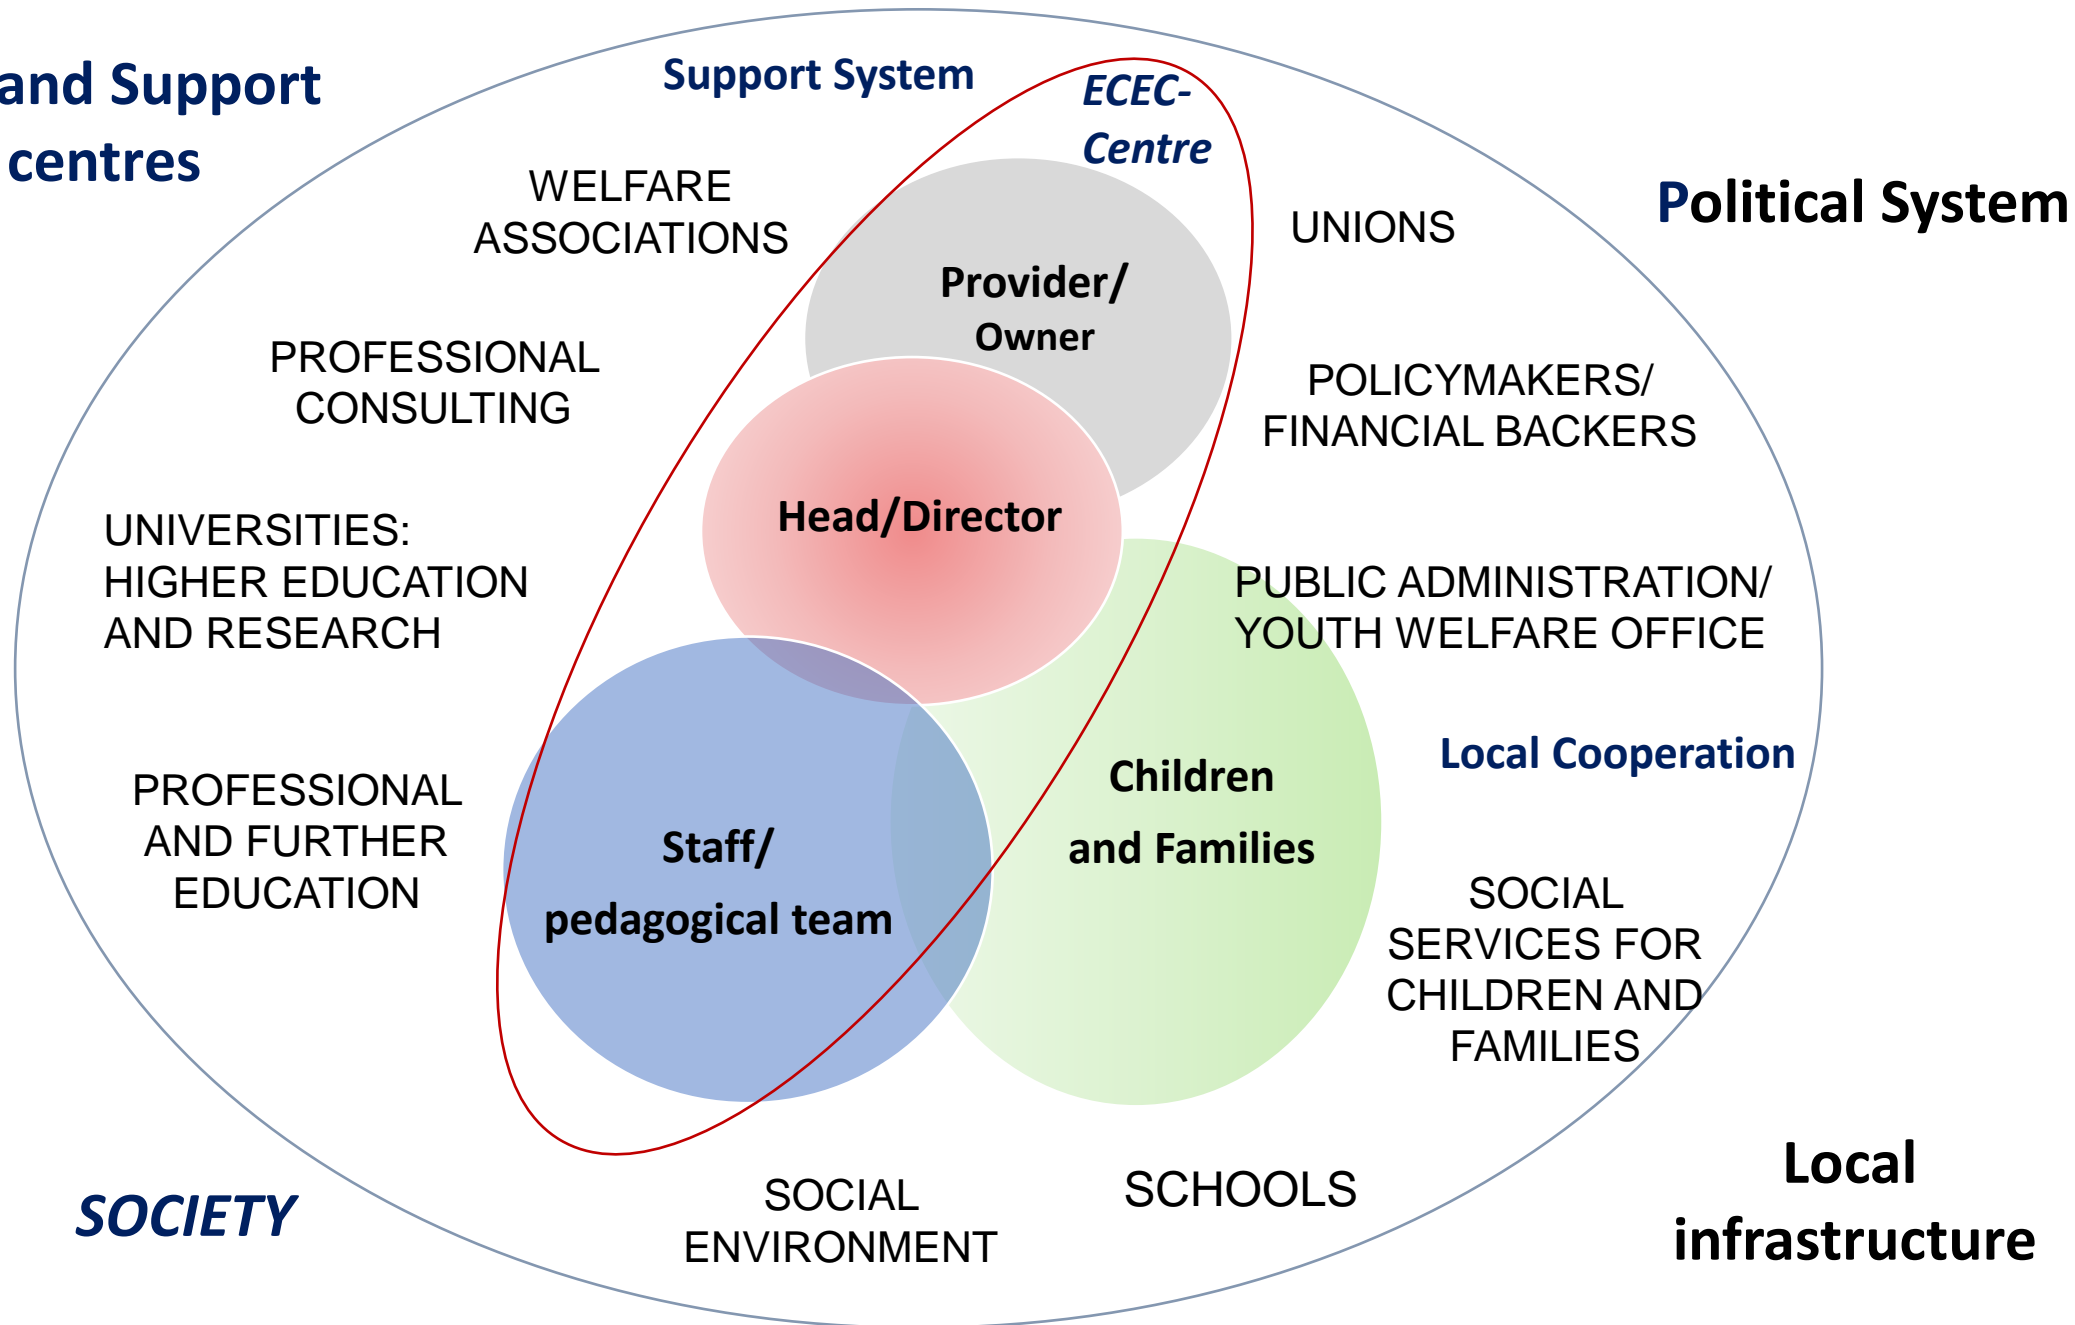 and Support
centres
Support System
ECEC-
Centre
WELFARE
ASSOCIATIONS
UNIONS
Political System
Provider/
Owner
PROFESSIONAL
CONSULTING
POLICYMAKERS/
FINANCIAL BACKERS
Head/Director
UNIVERSITIES:
HIGHER EDUCATION
AND RESEARCH
PUBLIC ADMINISTRATION/
YOUTH WELFARE OFFICE
Local Cooperation
PROFESSIONAL
AND FURTHER
EDUCATION
Staff/
pedagogical team
Children
and Families
SOCIAL
SERVICES FOR
CHILDREN AND
FAMILIES
SOCIETY
SOCIAL
ENVIRONMENT
SCHOOLS
Local
infrastructure